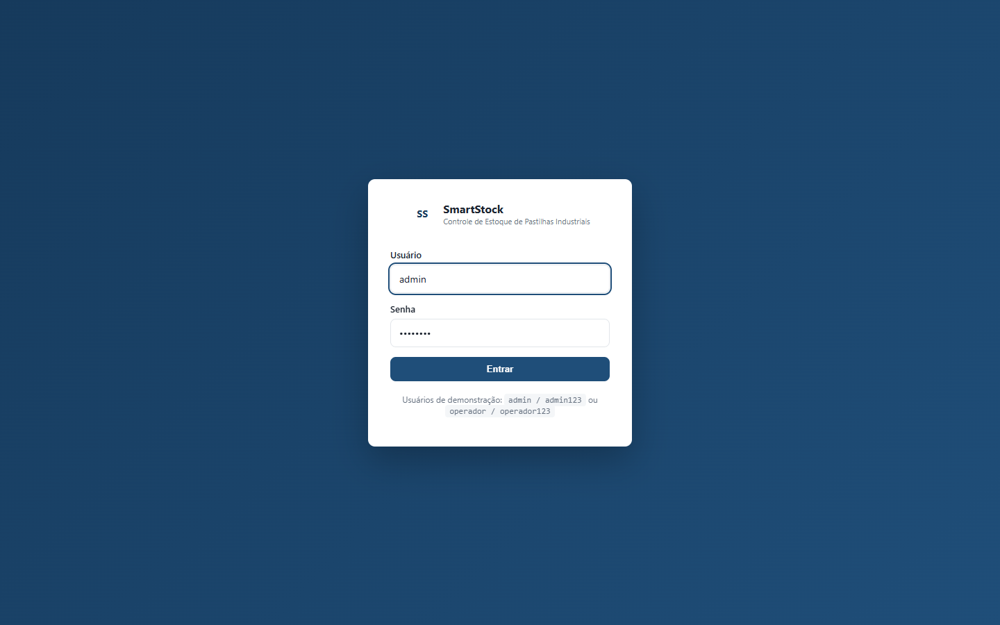 SS
SmartStock
Controle de Estoque de Pastilhas Industriais
Usuário
admin
Senha
••••••••
Entrar
Usuários de demonstração: admin / admin123 ou
operador / operador123